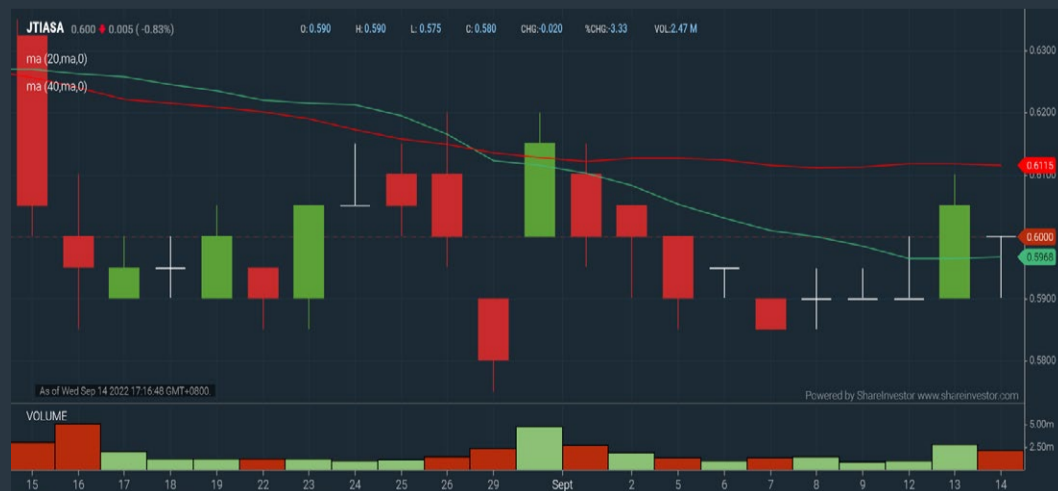 JTIASA 0.600 0.005 (-0.83%) O: 0.590 H: 0.590 L: 0.575 C: 0.580 CHG:-0.020 %CHG:-3.33 VOL:2.47 M
ma (20,ma,0)
ma (40,ma,0)
0.6300
0.6200
0.6115
0.6100
0.6000
0.5968
0.5900
0.5800
As of Wed Sep 14 2022 17:16:48 GMT+0800.
Powered by ShareInvestor www.shareinvestor.com
VOLUME
5.00m
2.50m
15 16 17 18 19 22 23 24 25 26 29 Sept 2 5 6 7 8 9 12 13 14